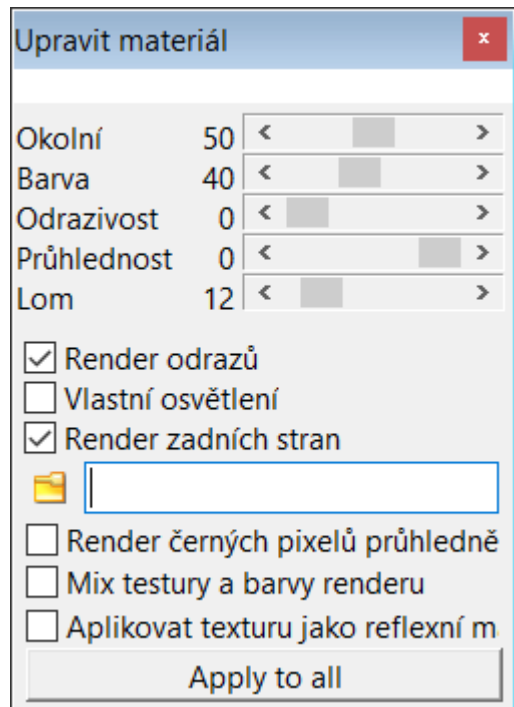 Upravit materiál x
Okolní 50 < >
Barva 40 < >
Odrazivost 0 < >
Průhlednost 0 < >
Lom 12 < >
Render odrazů
Vlastní osvětlení
Render zadních stran
Render černých pixelů průhledně
Mix testury a barvy renderu
Aplikovat texturu jako reflexní m
Apply to all